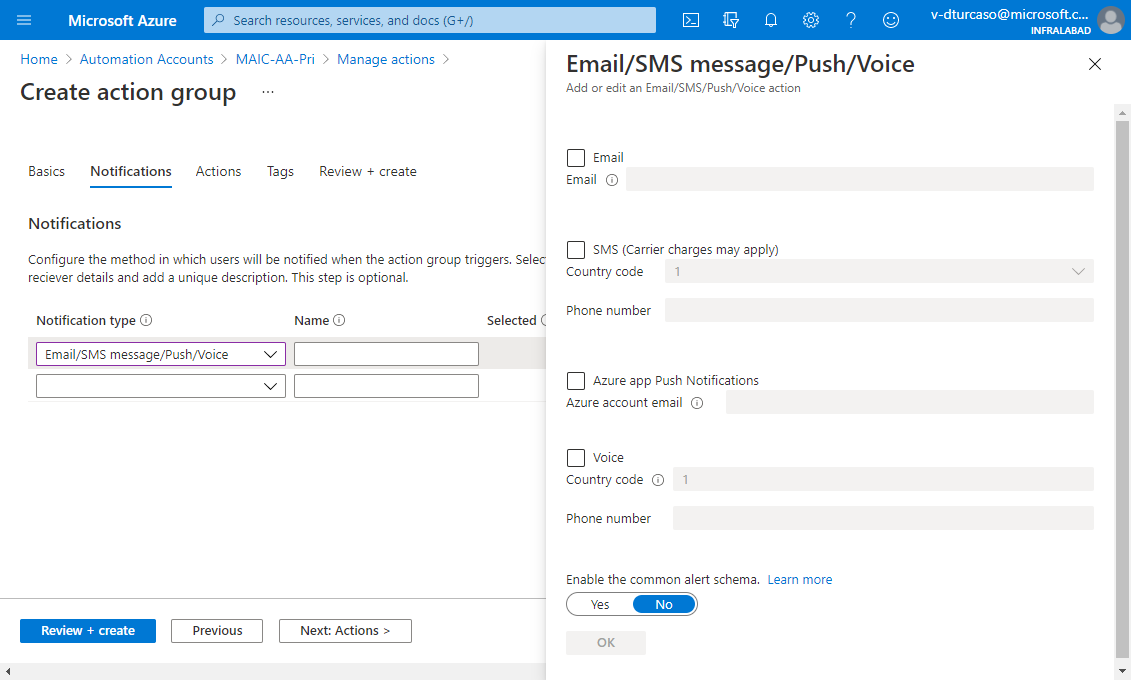 Microsoft Azure
Search resources, services, and docs (G+/)
v-dturcaso@microsoft.c...
INFRALABAD
Home > Automation Accounts > MAIC-AA-Pri > Manage actions >
Create action group ...
Basics Notifications Actions Tags Review + create
Notifications
Configure the method in which users will be notified when the action group triggers. Selec
reciever details and add a unique description. This step is optional.
Notification type Name Selected
Email/SMS message/Push/Voice
Review + create Previous Next: Actions >
Email/SMS message/Push/Voice
Add or edit an Email/SMS/Push/Voice action
Email
Email
SMS (Carrier charges may apply)
Country code 1
Phone number
Azure app Push Notifications
Azure account email
Voice
Country code 1
Phone number
Enable the common alert schema. Learn more
Yes No
OK